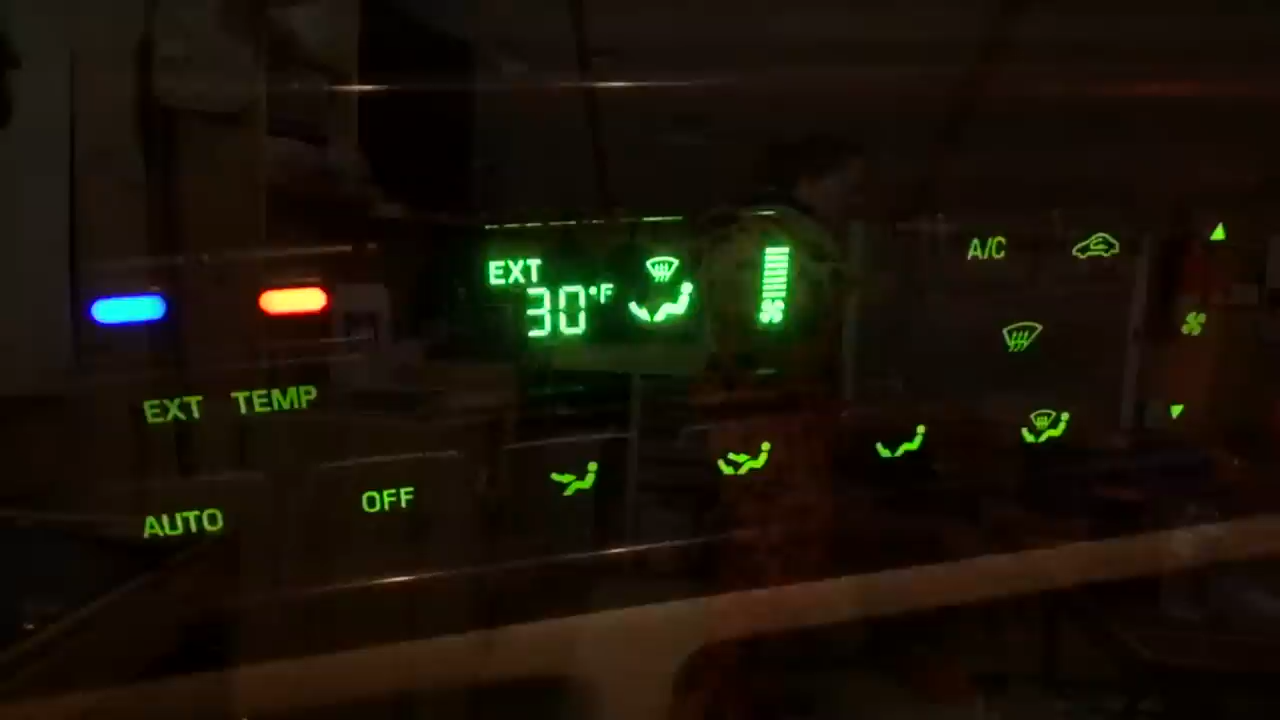 EXT
30°F
A/C
EXT TEMP
AUTO
OFF